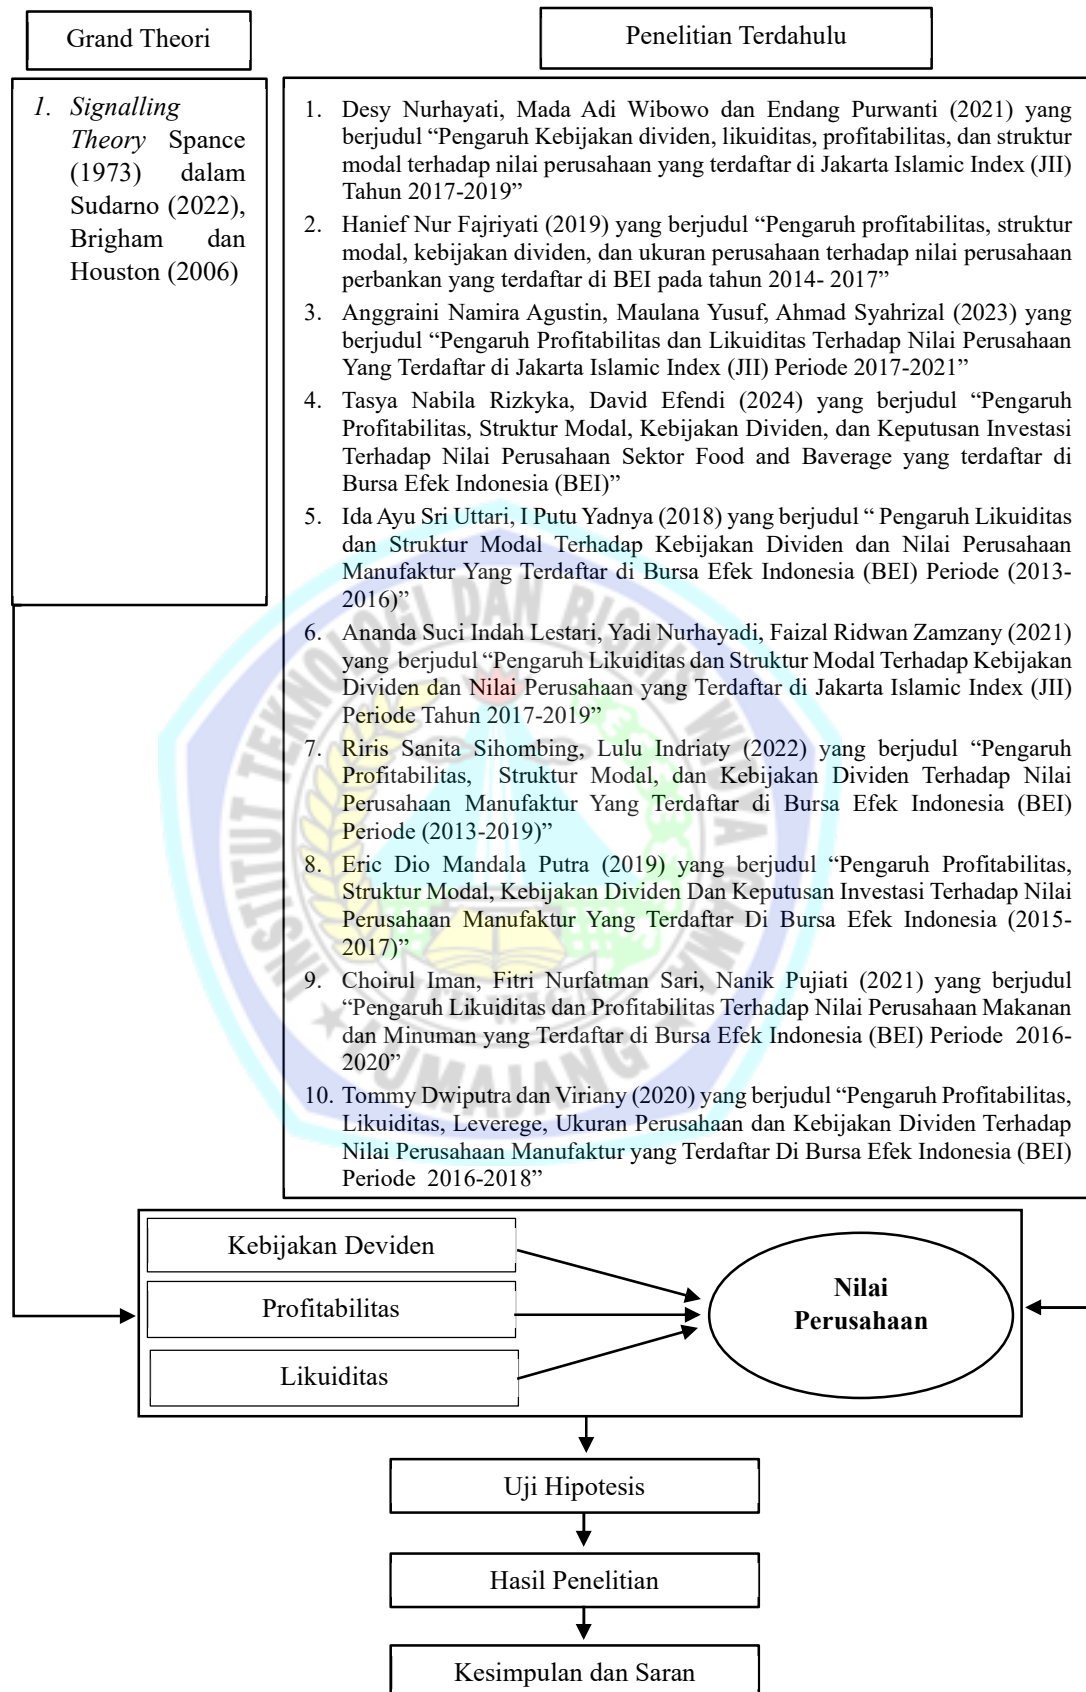 Grand Theori
Penelitian Terdahulu
1. Signalling
Theory Spance
(1973) dalam
Sudarno (2022),
Brigham dan
Houston (2006)
1. Desy Nurhayati, Mada Adi Wibowo dan Endang Purwanti (2021) yang
berjudul “Pengaruh Kebijakan dividen, likuiditas, profitabilitas, dan struktur
modal terhadap nilai perusahaan yang terdaftar di Jakarta Islamic Index (JII)
Tahun 2017-2019”
2. Hanief Nur Fajriyati (2019) yang berjudul “Pengaruh profitabilitas, struktur
modal, kebijakan dividen, dan ukuran perusahaan terhadap nilai perusahaan
perbankan yang terdaftar di BEI pada tahun 2014- 2017”
3. Anggraini Namira Agustin, Maulana Yusuf, Ahmad Syahrizal (2023) yang
berjudul “Pengaruh Profitabilitas dan Likuiditas Terhadap Nilai Perusahaan
Yang Terdaftar di Jakarta Islamic Index (JII) Periode 2017-2021”
4. Tasya Nabila Rizkyka, David Efendi (2024) yang berjudul “Pengaruh
Profitabilitas, Struktur Modal, Kebijakan Dividen, dan Keputusan Investasi
Terhadap Nilai Perusahaan Sektor Food and Baverage yang terdaftar di
Bursa Efek Indonesia (BEI)”
5. Ida Ayu Sri Uttari, I Putu Yadnya (2018) yang berjudul “ Pengaruh Likuiditas
dan Struktur Modal Terhadap Kebijakan Dividen dan Nilai Perusahaan
Manufaktur Yang Terdaftar di Bursa Efek Indonesia (BEI) Periode (2013-
2016)”
6. Ananda Suci Indah Lestari, Yadi Nurhayadi, Faizal Ridwan Zamzany (2021)
yang berjudul “Pengaruh Likuiditas dan Struktur Modal Terhadap Kebijakan
Dividen dan Nilai Perusahaan yang Terdaftar di Jakarta Islamic Index (JII)
Periode Tahun 2017-2019”
7. Riris Sanita Sihombing, Lulu Indriaty (2022) yang berjudul “Pengaruh
Profitabilitas, Struktur Modal, dan Kebijakan Dividen Terhadap Nilai
Perusahaan Manufaktur Yang Terdaftar di Bursa Efek Indonesia (BEI)
Periode (2013-2019)”
8. Eric Dio Mandala Putra (2019) yang berjudul “Pengaruh Profitabilitas,
Struktur Modal, Kebijakan Dividen Dan Keputusan Investasi Terhadap Nilai
Perusahaan Manufaktur Yang Terdaftar Di Bursa Efek Indonesia (2015-
2017)”
9. Choirul Iman, Fitri Nurfatman Sari, Nanik Pujiati (2021) yang berjudul
“Pengaruh Likuiditas dan Profitabilitas Terhadap Nilai Perusahaan Makanan
dan Minuman yang Terdaftar di Bursa Efek Indonesia (BEI) Periode 2016-
2020”
10. Tommy Dwiputra dan Viriany (2020) yang berjudul “Pengaruh Profitabilitas,
Likuiditas, Leverege, Ukuran Perusahaan dan Kebijakan Dividen Terhadap
Nilai Perusahaan Manufaktur yang Terdaftar Di Bursa Efek Indonesia (BEI)
Periode 2016-2018”
INSTITUT TEKNOLOGI DAN BISNIS WIDYA GAMA
ITB WIGA
LUMAJANG
Kebijakan Deviden
Profitabilitas
Likuiditas
Nilai
Perusahaan
Uji Hipotesis
Hasil Penelitian
Kesimpulan dan Saran